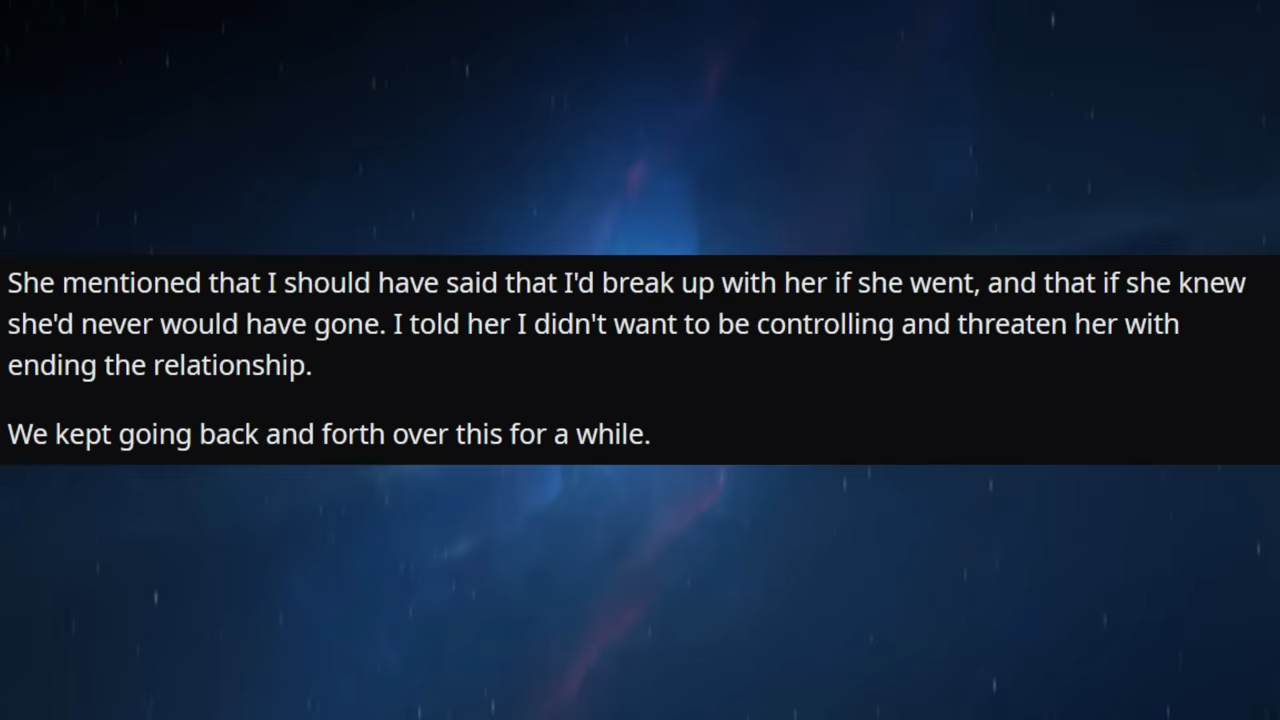 She mentioned that I should have said that I'd break up with her if she went, and that if she knew
she'd never would have gone. I told her I didn't want to be controlling and threaten her with
ending the relationship.
We kept going back and forth over this for a while.